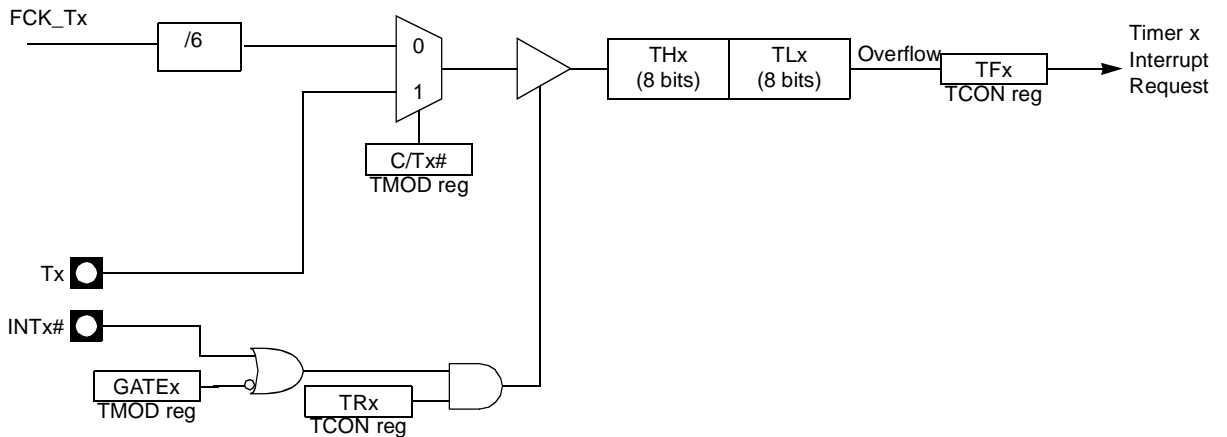 FCK_Tx
/6
0
1
THx
(8 bits)
TLx
(8 bits)
Overflow
TFx
TCON reg
Timer x
Interrupt
Request
C/Tx#
TMOD reg
Tx
INTx#
GATEx
TMOD reg
TRx
TCON reg